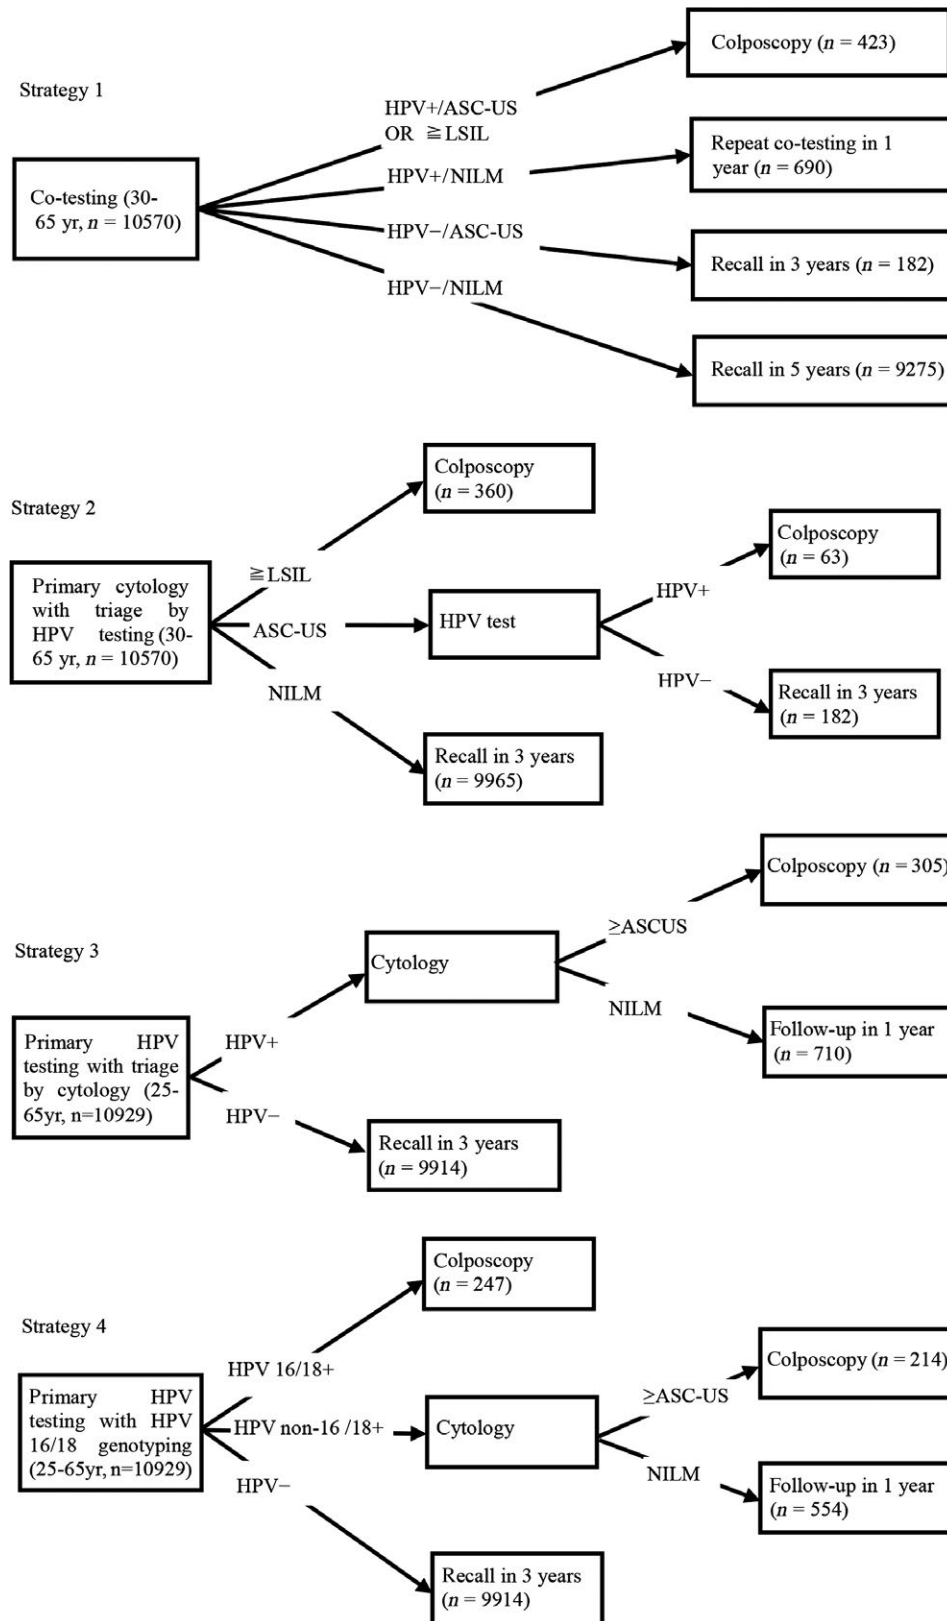 Strategy 1
Co-testing (30-
65 yr, n = 10570)
HPV+/ASC-US
OR ≧LSIL
HPV+/NILM
HPV−/ASC-US
HPV−/NILM
Colposcopy (n = 423)
Repeat co-testing in 1
year (n = 690)
Recall in 3 years (n = 182)
Recall in 5 years (n = 9275)
Strategy 2
Primary cytology
with triage by
HPV testing (30-
65 yr, n = 10570)
≧LSIL
ASC-US
NILM
Colposcopy
(n = 360)
HPV test
Recall in 3 years
(n = 9965)
HPV+
HPV−
Colposcopy
(n = 63)
Recall in 3 years
(n = 182)
Strategy 3
Primary HPV
testing with triage
by cytology (25-
65yr, n=10929)
HPV+
HPV−
Cytology
Recall in 3 years
(n = 9914)
≥ASCUS
NILM
Colposcopy (n = 305)
Follow-up in 1 year
(n = 710)
Strategy 4
Primary HPV
testing with HPV
16/18 genotyping
(25-65yr, n=10929)
HPV 16/18+
HPV non-16 /18+
HPV−
Colposcopy
(n = 247)
Cytology
Recall in 3 years
(n = 9914)
≥ASC-US
NILM
Colposcopy (n = 214)
Follow-up in 1 year
(n = 554)